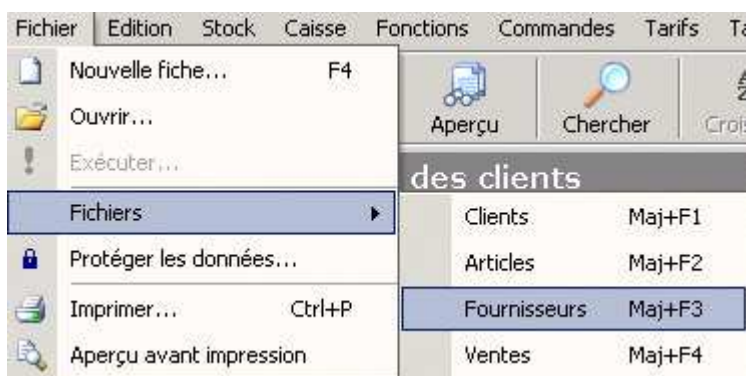 Fichier Edition Stock Caisse Fonctions Commandes Tarifs
Nouvelle fiche... F4
Ouvrir...
Exécuter...
Fichiers
Protéger les données...
Imprimer... Ctrl+P
Aperçu avant impression
Aperçu Chercher
des clients
Clients Maj+F1
Articles Maj+F2
Fournisseurs Maj+F3
Ventes Maj+F4